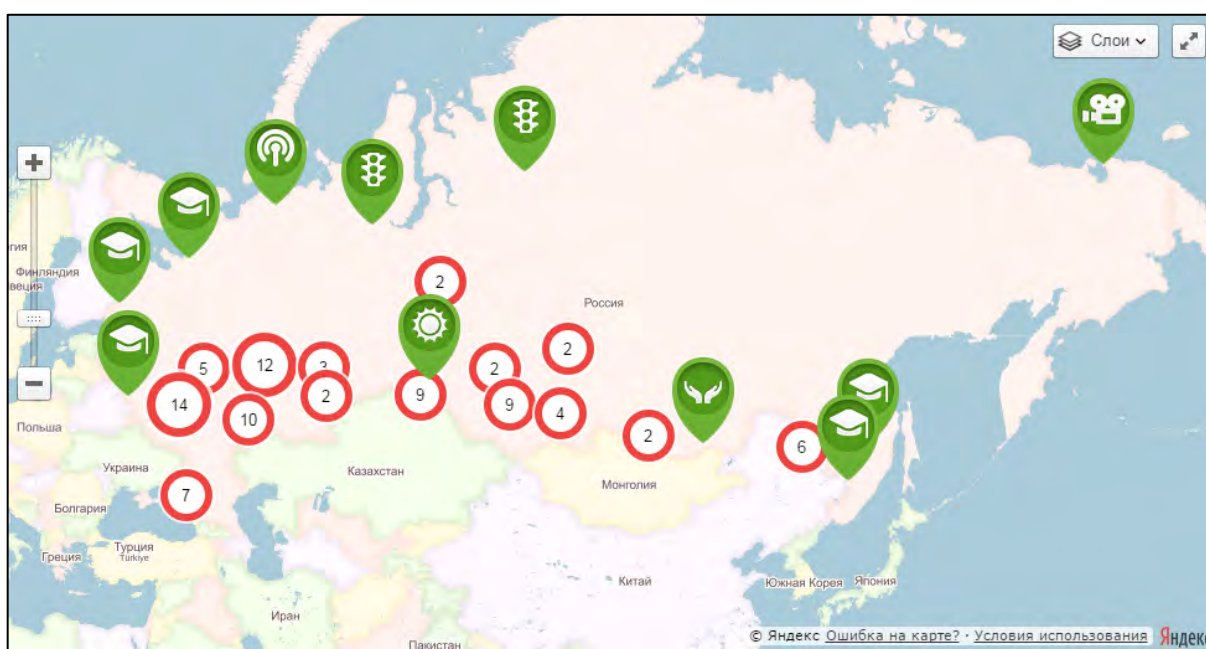 Слои
Финляндия
Россия
2
2
5
12
3
2
2
14
10
9
9
4
2
6
Польша
Украина
Казахстан
7
Монголия
Болгария
Турция
Türkiye
Греция
Китай
Южная Корея
Япония
Иран
Пакистан
© Яндекс Ошибка на карте? · Условия использования Яндекс